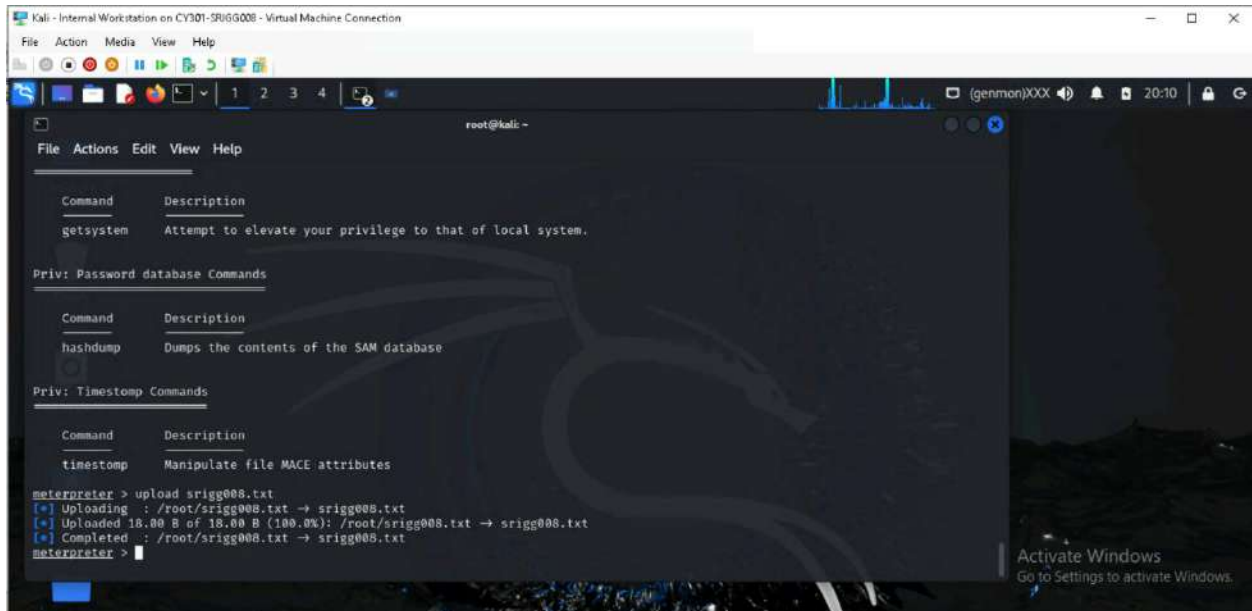 Kali - Internal Workstation on CY301-SRIGG008 - Virtual Machine Connection
File Action Media View Help
1 2 3 4 2 (genmon)XXX 20:10
root@kali: ~
File Actions Edit View Help
Command Description
getsystem Attempt to elevate your privilege to that of local system.
Priv: Password database Commands
Command Description
hashdump Dumps the contents of the SAM database
Priv: Timestomp Commands
Command Description
timestomp Manipulate file MACE attributes
meterpreter > upload srigg008.txt
[*] Uploading : /root/srigg008.txt → srigg008.txt
[*] Uploaded 18.00 B of 18.00 B (100.0%): /root/srigg008.txt → srigg008.txt
[*] Completed : /root/srigg008.txt → srigg008.txt
meterpreter >
Activate Windows
Go to Settings to activate Windows.